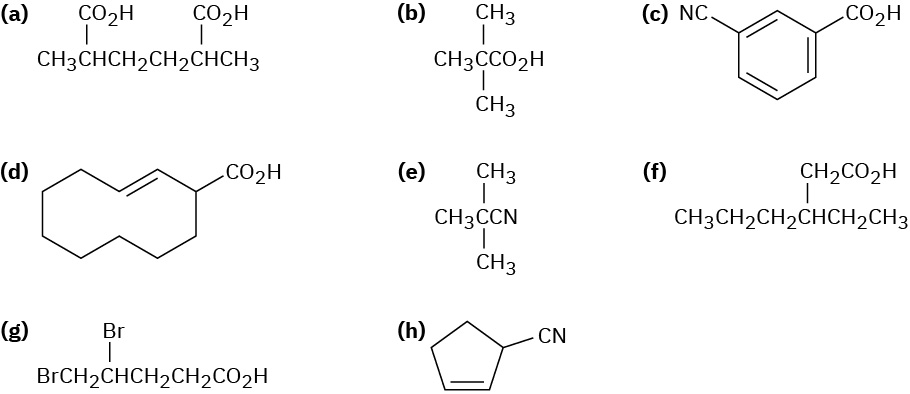 (a) CO2H CO2H
CH3CHCH2CH2CHCH3
(b) CH3
CH3CCO2H
CH3
(c) NC CO2H
(d) CO2H
(e) CH3
CH3CCN
CH3
(f) CH2CO2H
CH3CH2CH2CHCH2CH3
(g) Br
BrCH2CHCH2CH2CO2H
(h) CN